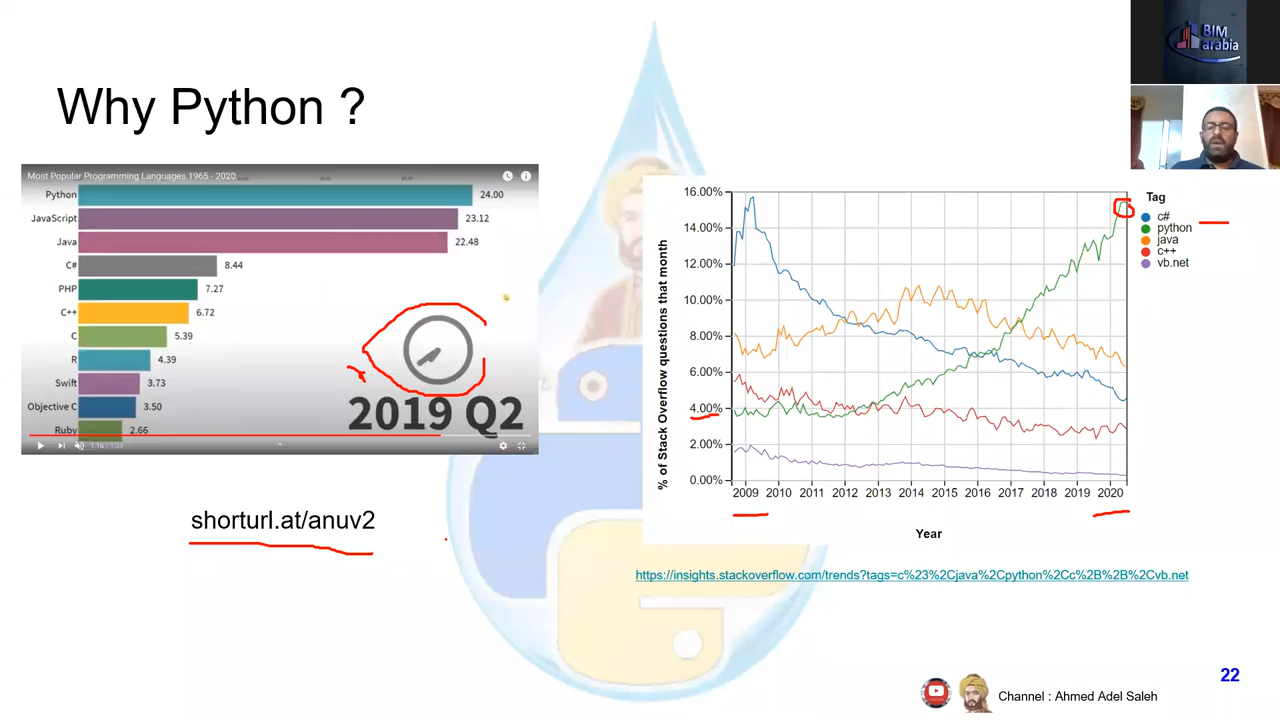 BIM
arabia
Why Python ?
Most Popular Programming Languages 1965 - 2020
Python 24.00
JavaScript 23.12
Java 22.48
C# 8.44
PHP 7.27
C++ 6.72
C 5.39
R 4.39
Swift 3.73
Objective C 3.50
Ruby 2.66
2019 Q2
shorturl.at/anuv2
% of Stack Overflow questions that month
16.00%
14.00%
12.00%
10.00%
8.00%
6.00%
4.00%
2.00%
0.00%
2009 2010 2011 2012 2013 2014 2015 2016 2017 2018 2019 2020
Year
Tag
c#
python
java
c++
vb.net
https://insights.stackoverflow.com/trends?tags=c%23%2Cjava%2Cpython%2Cc%2B%2B%2Cvb.net
22
Channel : Ahmed Adel Saleh